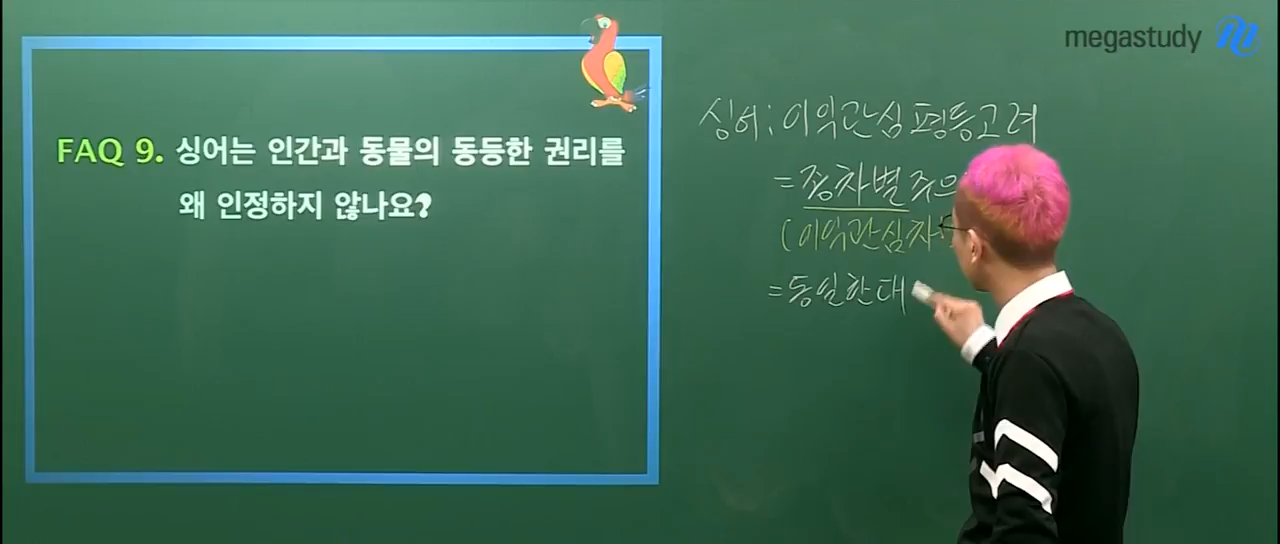 megastudy
FAQ 9. 싱어는 인간과 동물의 동등한 권리를
왜 인정하지 않나요?
싱어: 이익관심 평등고려
= 종차별주의
(이익관심자
= 동일한 대